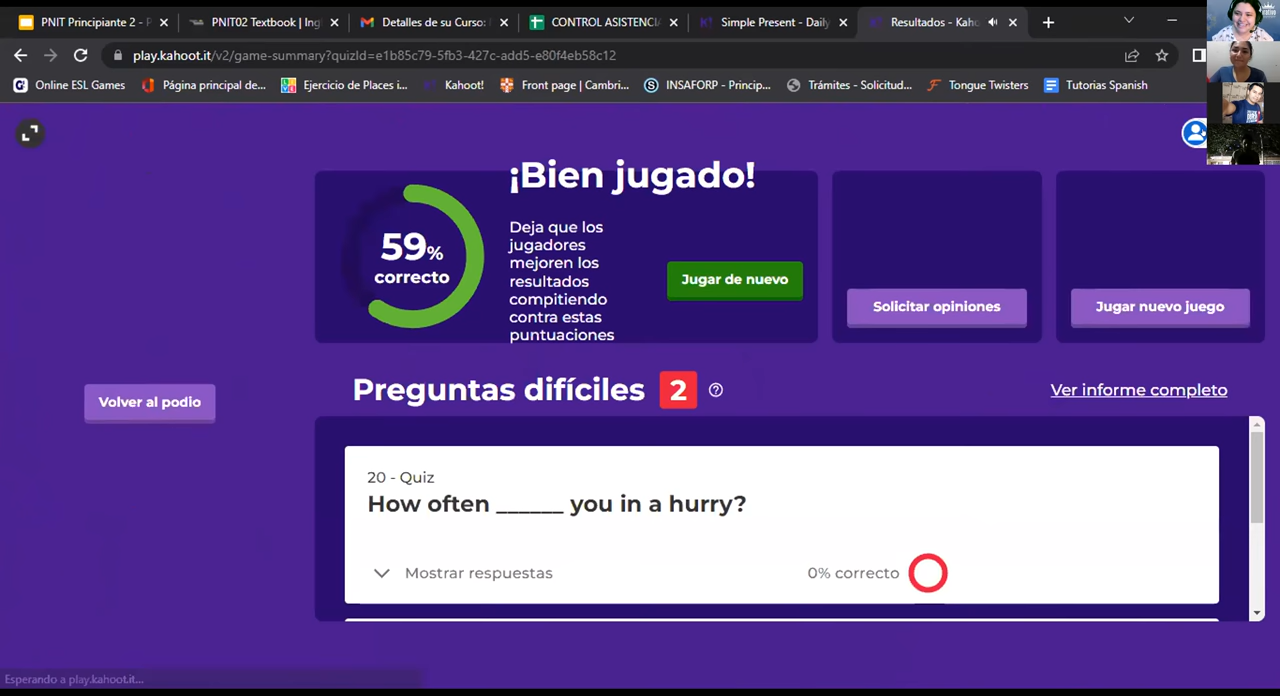 PNIT Principiante 2 - P
PNIT02 Textbook | Ing
Detalles de su Curso:
CONTROL ASISTENCIA
Simple Present - Daily
Resultados - Kaho
play.kahoot.it/v2/game-summary?quizId=e1b85c79-5fb3-427c-add5-e80f4eb58c12
Online ESL Games
Página principal de...
Ejercicio de Places i...
Kahoot!
Front page | Cambri...
INSAFORP - Princip...
Trámites - Solicitud...
Tongue Twisters
Tutorias Spanish
59%
correcto
¡Bien jugado!
Deja que los
jugadores
mejoren los
resultados
compitiendo
contra estas
puntuaciones
Jugar de nuevo
Solicitar opiniones
Jugar nuevo juego
Volver al podio
Preguntas difíciles 2
Ver informe completo
20 - Quiz
How often ______ you in a hurry?
Mostrar respuestas
0% correcto
Esperando a play.kahoot.it...